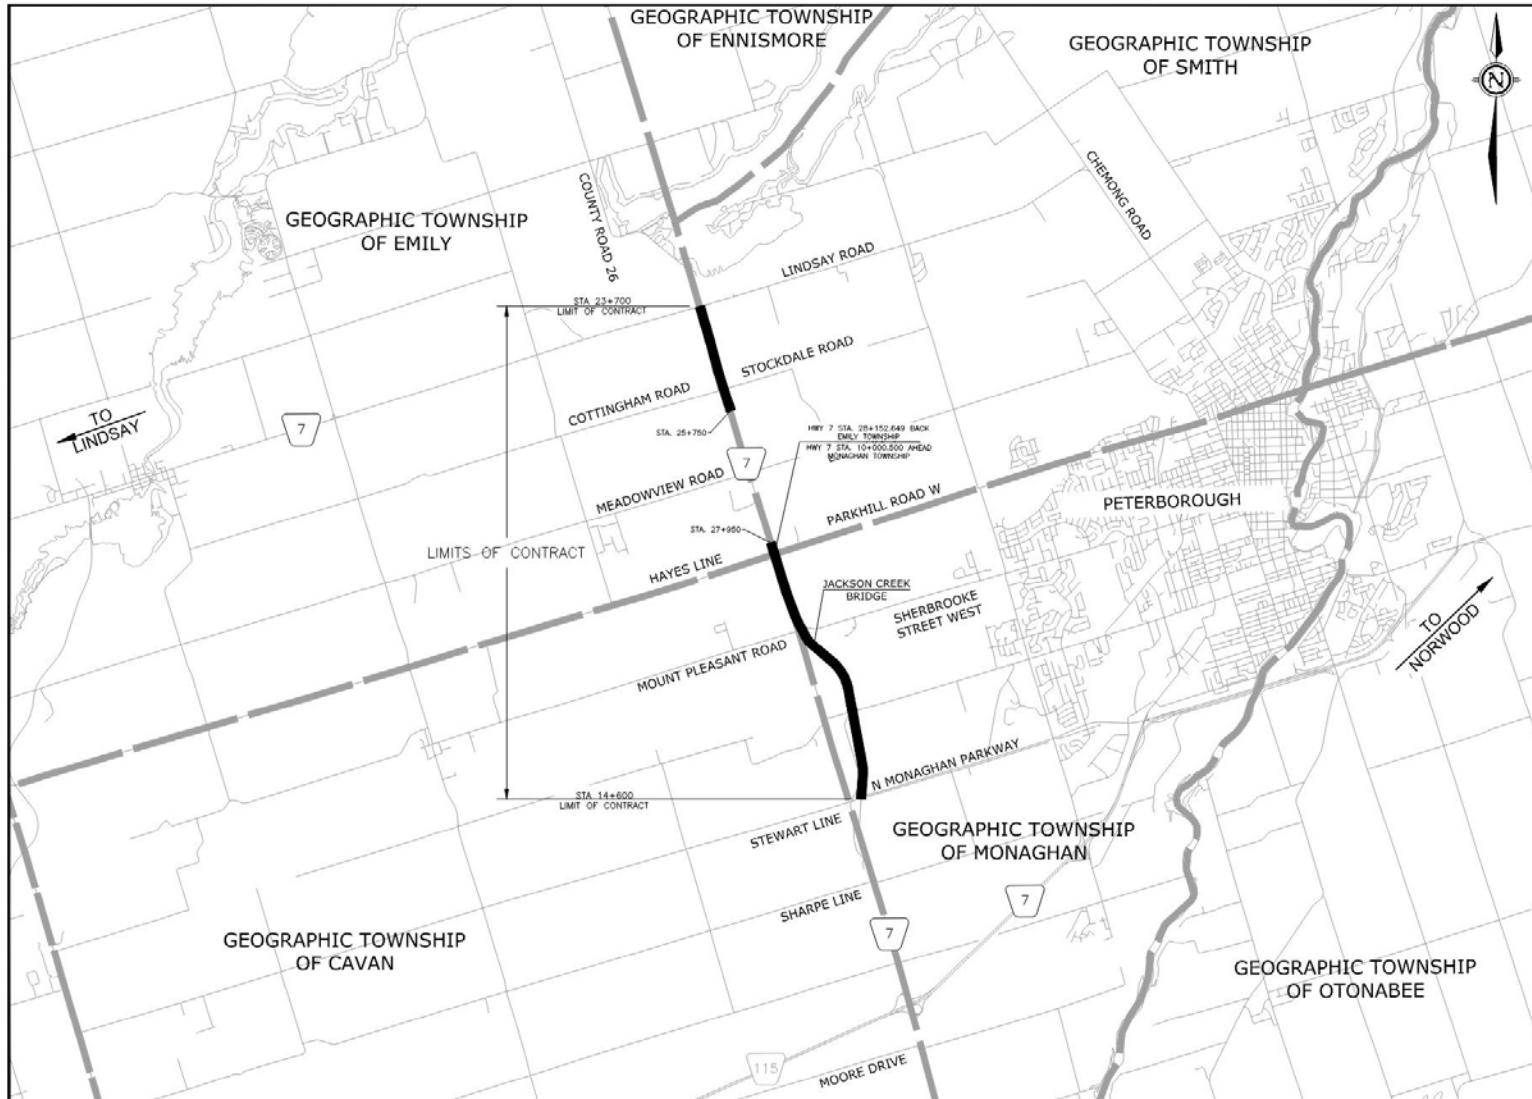 GEOGRAPHIC TOWNSHIP
OF ENNISMORE
GEOGRAPHIC TOWNSHIP
OF SMITH
N
CHEMONG ROAD
COUNTY ROAD 26
GEOGRAPHIC TOWNSHIP
OF EMILY
LINDSAY ROAD
STA. 23+700
LIMIT OF CONTRACT
STOCKDALE ROAD
COTTINGHAM ROAD
TO
LINDSAY
7
STA. 25+750
HWY 7 STA. 28+152.649 BACK
EMILY TOWNSHIP
HWY 7 STA. 10+000.500 AHEAD
MONAGHAN TOWNSHIP
7
MEADOWVIEW ROAD
PARKHILL ROAD W
PETERBOROUGH
STA. 27+950
LIMITS OF CONTRACT
HAYES LINE
JACKSON CREEK
BRIDGE
SHERBROOKE
STREET WEST
TO
NORWOOD
MOUNT PLEASANT ROAD
N MONAGHAN PARKWAY
STA. 14+600
LIMIT OF CONTRACT
STEWART LINE
GEOGRAPHIC TOWNSHIP
OF MONAGHAN
SHARPE LINE
7
7
GEOGRAPHIC TOWNSHIP
OF CAVAN
GEOGRAPHIC TOWNSHIP
OF OTONABEE
115
MOORE DRIVE